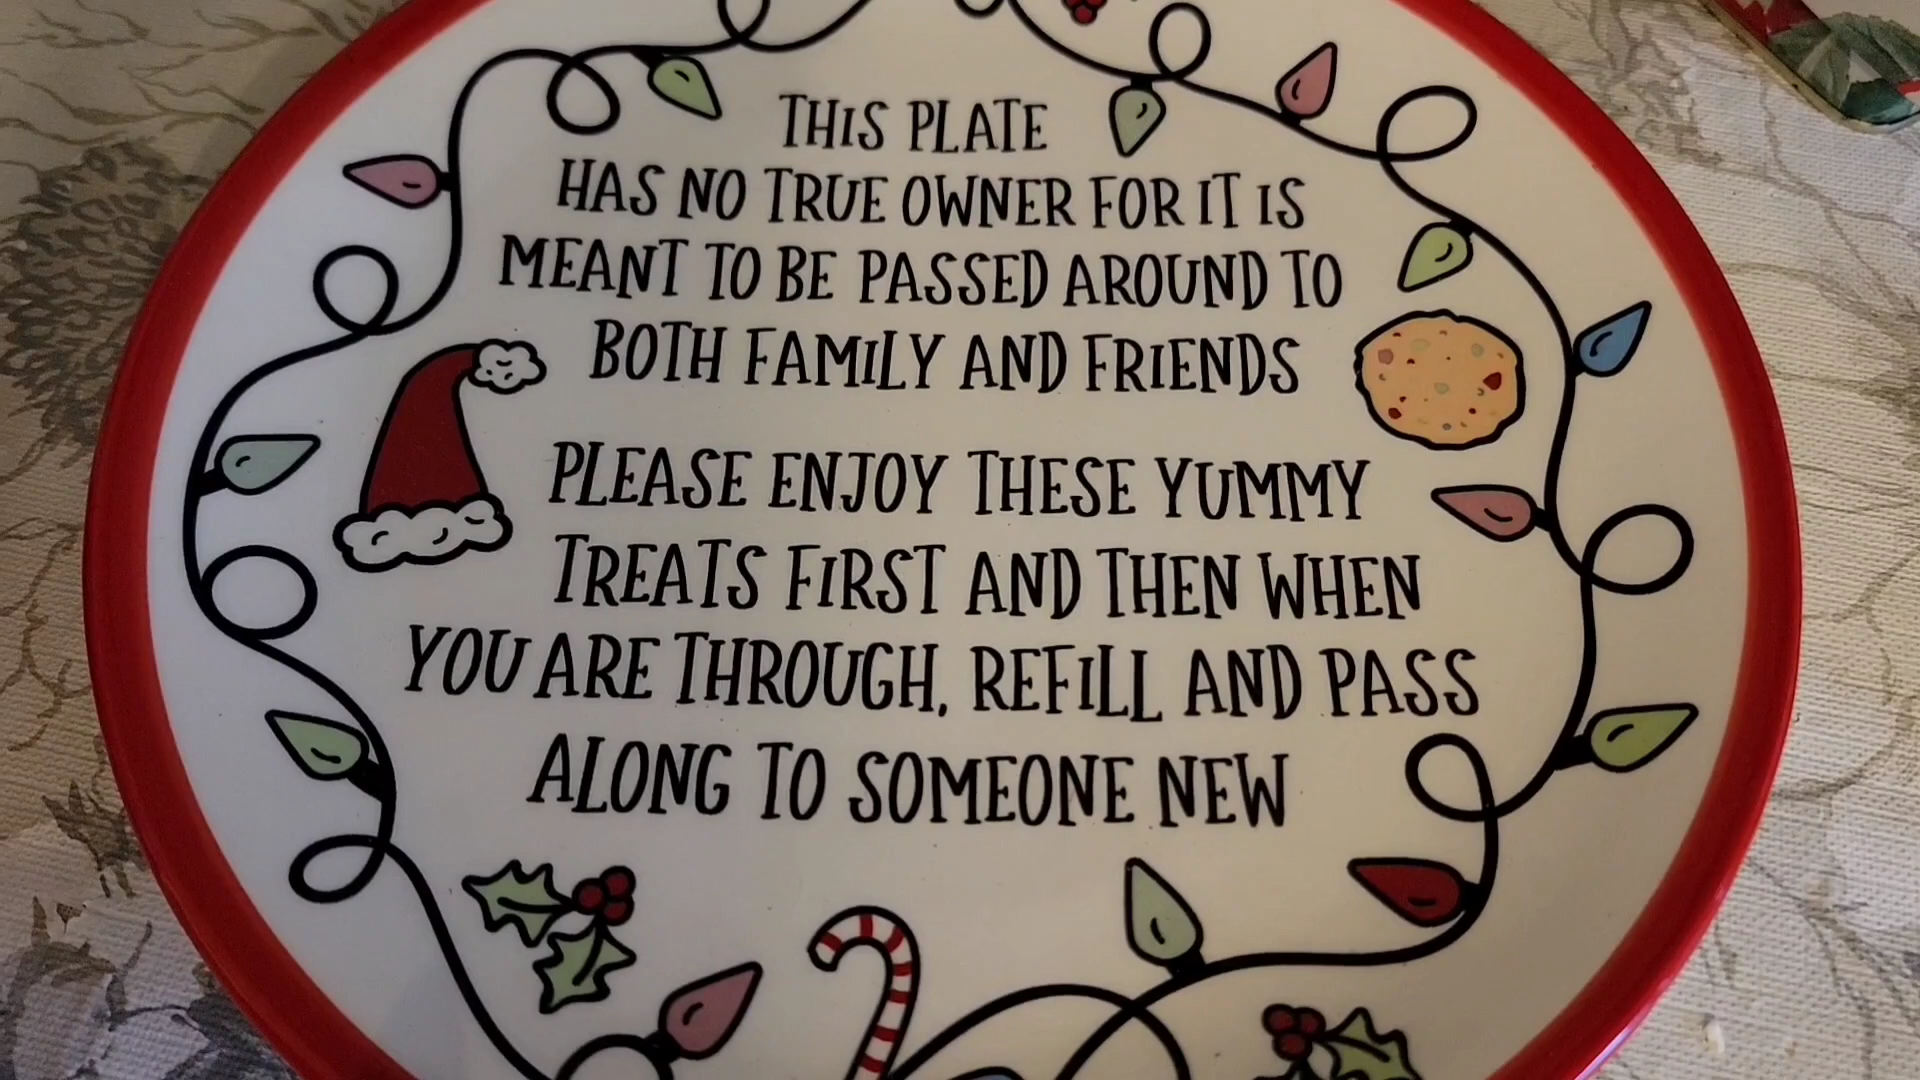 THIS PLATE
HAS NO TRUE OWNER FOR IT IS
MEANT TO BE PASSED AROUND TO
BOTH FAMILY AND FRIENDS
PLEASE ENJOY THESE YUMMY
TREATS FIRST AND THEN WHEN
YOU ARE THROUGH, REFILL AND PASS
ALONG TO SOMEONE NEW